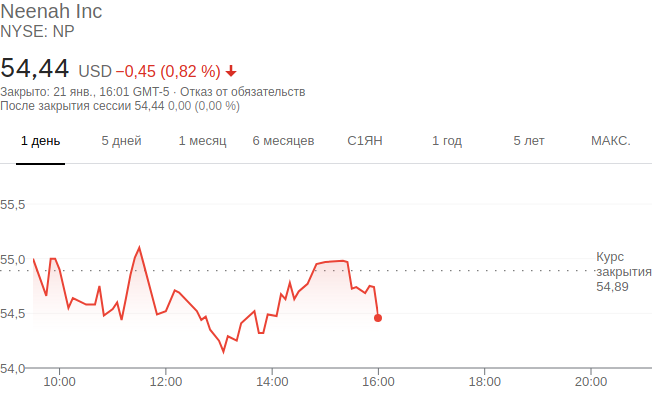 Neenah Inc
NYSE: NP
54,44 USD −0,45 (0,82 %)
Закрыто: 21 янв., 16:01 GMT-5 · Отказ от обязательств
После закрытия сессии 54,44 0,00 (0,00 %)
1 день 5 дней 1 месяц 6 месяцев С1ЯН 1 год 5 лет МАКС.
55,5
55,0
54,5
54,0
Курс
закрытия
54,89
10:00 12:00 14:00 16:00 18:00 20:00